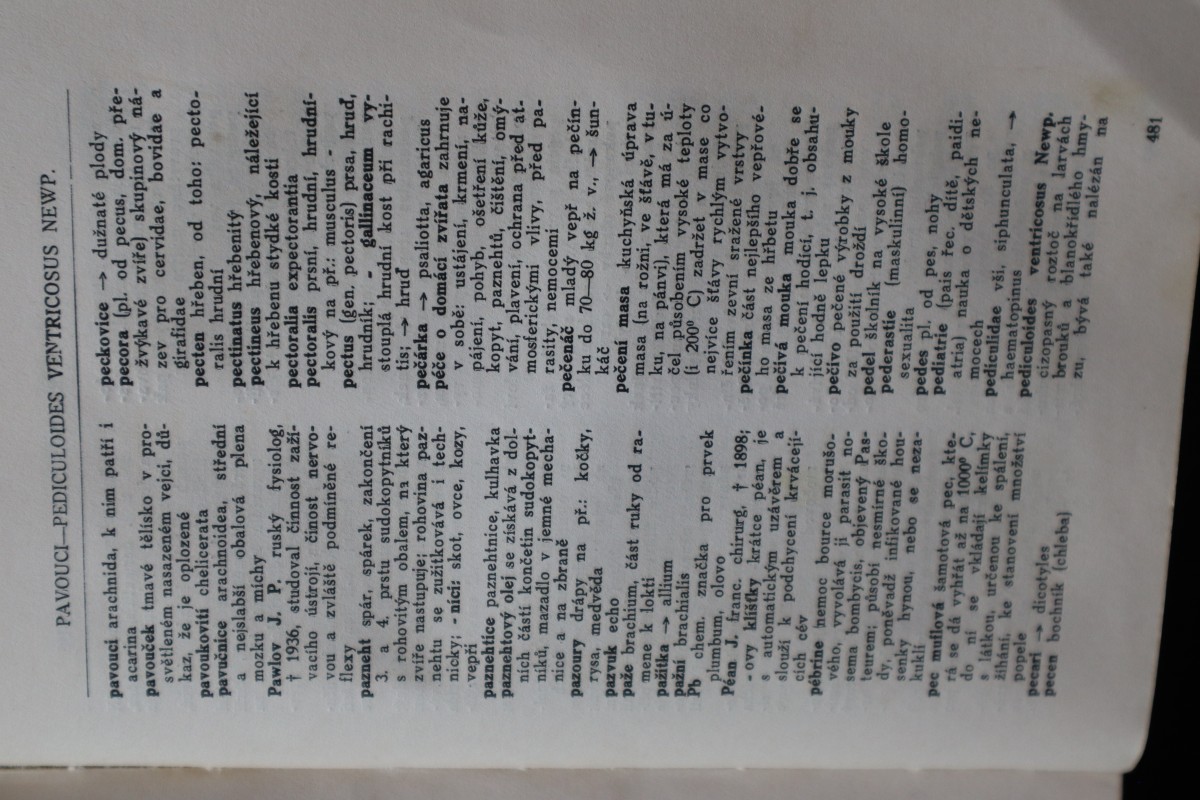 PAVOUCI—PEDICULOIDES VENTRICOSUS NEWP.
pavouci arachnida, k nim patří i
acarina
pavouček tmavé tělísko v pro-
světleném nasazeném vejci, dů-
kaz, že je oplozené
pavoukovití chelicerata
pavučnice arachnoidea, střední
a nejslabší obalová plena
mozku a míchy
Pawlov J. P. ruský fysiolog,
† 1936, studoval činnost zaží-
vacího ústrojí, činost nervo-
vou a zvláště podmíněné re-
flexy
pazneht spár, spárek, zakončení
3. a 4. prstu sudokopytníků
s rohovitým obalem, na který
zvíře nastupuje; rohovina paz-
nehtu se zužitkovává i tech-
nicky; - níci: skot, ovce, kozy,
vepři
paznehtice paznehtnice, kulhavka
paznehtový olej se získává z dol-
ních částí končetin sudokopyt-
níků, mazadlo v jemné mecha-
nice a na zbraně
pazoury drápy na př.: kočky,
rysa, medvěda
pazvuk echo
paže brachium, část ruky od ra-
mene k lokti
pažitka → allium
pažní brachialis
Pb chem. značka pro prvek
plumbum, olovo
Péan J. franc. chirurg, † 1898;
- ovy klíšťky krátce péan, je
s automatickým uzávěrem a
slouží k podchycení krvácejí-
cích cév
pébrine nemoc bource morušo-
vého, vyvolává ji parasit no-
sema bombycis, objevený Pas-
teurem; působí nesmírné ško-
dy, poněvadž infikované hou-
senky hynou, nebo se neza-
kuklí
pec muflová šamotová pec, kte-
rá se dá vyhřát až na 1000⁰ C,
do ní se vkládají kelímky
s látkou, určenou ke spálení,
žíhání, ke stanovení množství
popele
pecari → dicotyles
pecen bochník (chleba)
peckovice → dužnaté plody
pecora (pl. od pecus, dom. pře-
žvýkavé zvíře) skupinový ná-
zev pro cervidae, bovidae a
girafidae
pecten hřeben, od toho: pecto-
ralis hrudní
pectinatus hřebenitý
pectineus hřebenový, náležející
k hřebenu stydké kosti
pectoralia expectorantia
pectoralis prsní, hrudní, hrudní-
kový na př.: musculus -
pectus (gen. pectoris) prsa, hruď,
hrudník; - gallinaceum vy-
stouplá hrudní kost při rachi-
tis; → hruď
pečárka → psaliotta, agaricus
péče o domácí zvířata zahrnuje
v sobě: ustájení, krmení, na-
pájení, pohyb, ošetření kůže,
kopyt, paznehtů, čištění, omý-
vání, plavení, ochrana před at-
mosferickými vlivy, před pa-
rasity, nemocemi
pečenáč mladý vepř na pečín-
ku do 70—80 kg ž. v., → šun-
káč
pečení masa kuchyňská úprava
masa (na rožni, ve šťávě, v tu-
ku, na pánvi), která má za ú-
čel působením vysoké teploty
(i 200⁰ C) zadržet v mase co
nejvíce šťávy rychlým vytvo-
řením zevní sražené vrstvy
pečínka část nejlepšího vepřové-
ho masa ze hřbetu
pečivá mouka mouka dobře se
k pečení hodící, t. j. obsahu-
jící hodně lepku
pečivo pečené výrobky z mouky
za použití droždí
pedel školník na vysoké škole
pederastie (maskulinní) homo-
sexualita
pedes pl. od pes, nohy
pediatrie (pais řec. dítě, paidi-
atria) nauka o dětských ne-
mocech
pediculidae vši, siphunculata, →
haematopinus
pediculoides ventricosus Newp.
cizopasný roztoč na larvách
brouků a blanokřídlého hmy-
zu, bývá také nalézán na
481